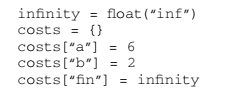 infinity = float("inf")
costs = {}
costs["a"] = 6
costs["b"] = 2
costs["fin"] = infinity